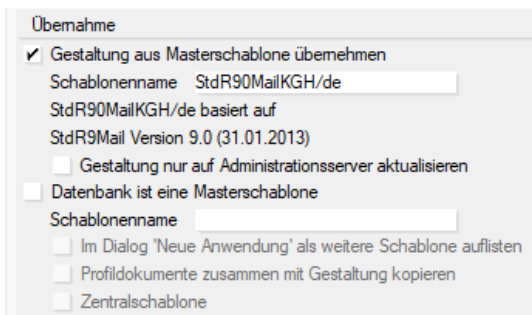 Übernahme
Gestaltung aus Masterschablone übernehmen
Schablonenname StdR90MailKGH/de
StdR90MailKGH/de basiert auf
StdR9Mail Version 9.0 (31.01.2013)
Gestaltung nur auf Administrationsserver aktualisieren
Datenbank ist eine Masterschablone
Schablonenname
Im Dialog 'Neue Anwendung' als weitere Schablone auflisten
Profildokumente zusammen mit Gestaltung kopieren
Zentralschablone